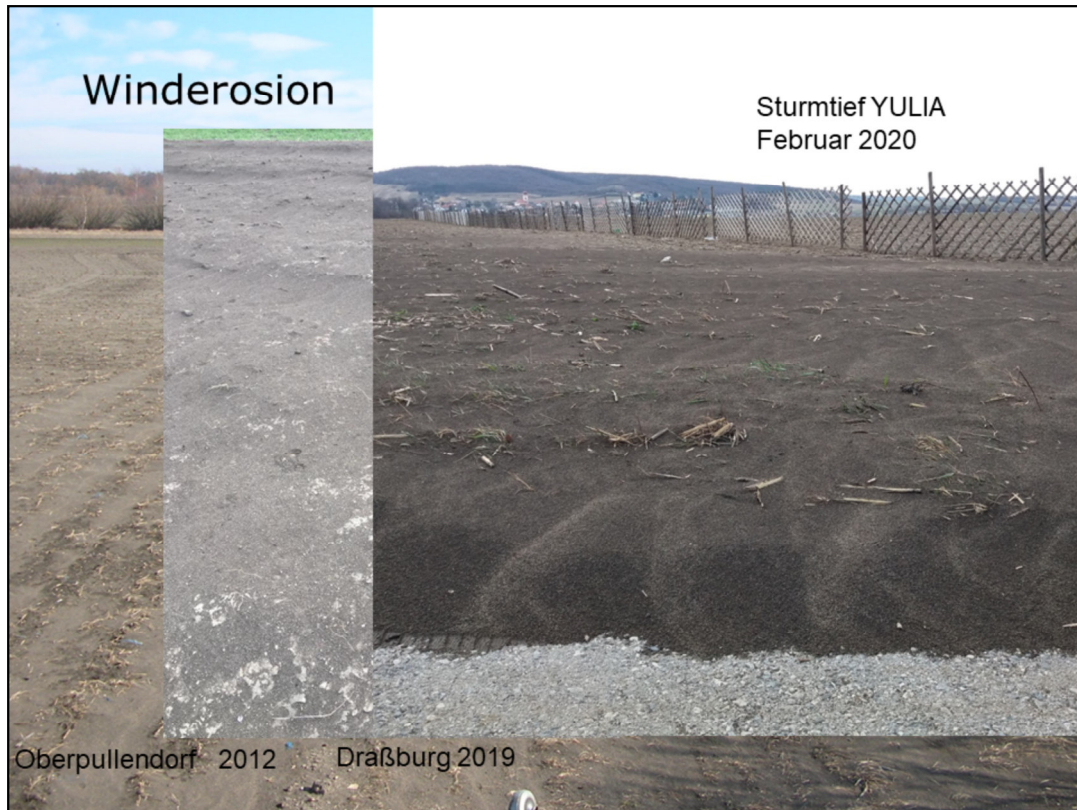 Winderosion
Sturmtief YULIA
Februar 2020
Oberpullendorf 2012
Draßburg 2019